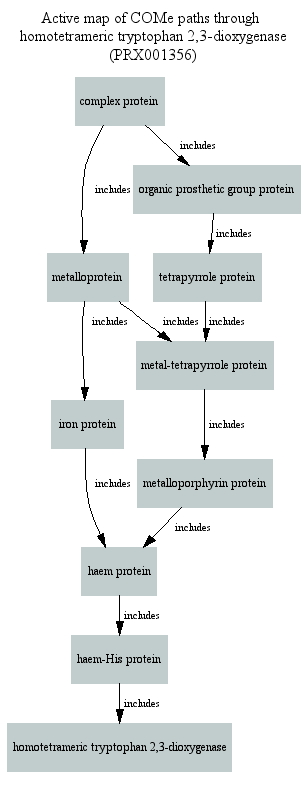 Active map of COMe paths through
homotetrameric tryptophan 2,3-dioxygenase
(PRX001356)
complex protein
includes
includes
organic prosthetic group protein
includes
metalloprotein
tetrapyrrole protein
includes
includes
includes
metal-tetrapyrrole protein
iron protein
includes
includes
metalloporphyrin protein
includes
haem protein
includes
haem-His protein
includes
homotetrameric tryptophan 2,3-dioxygenase